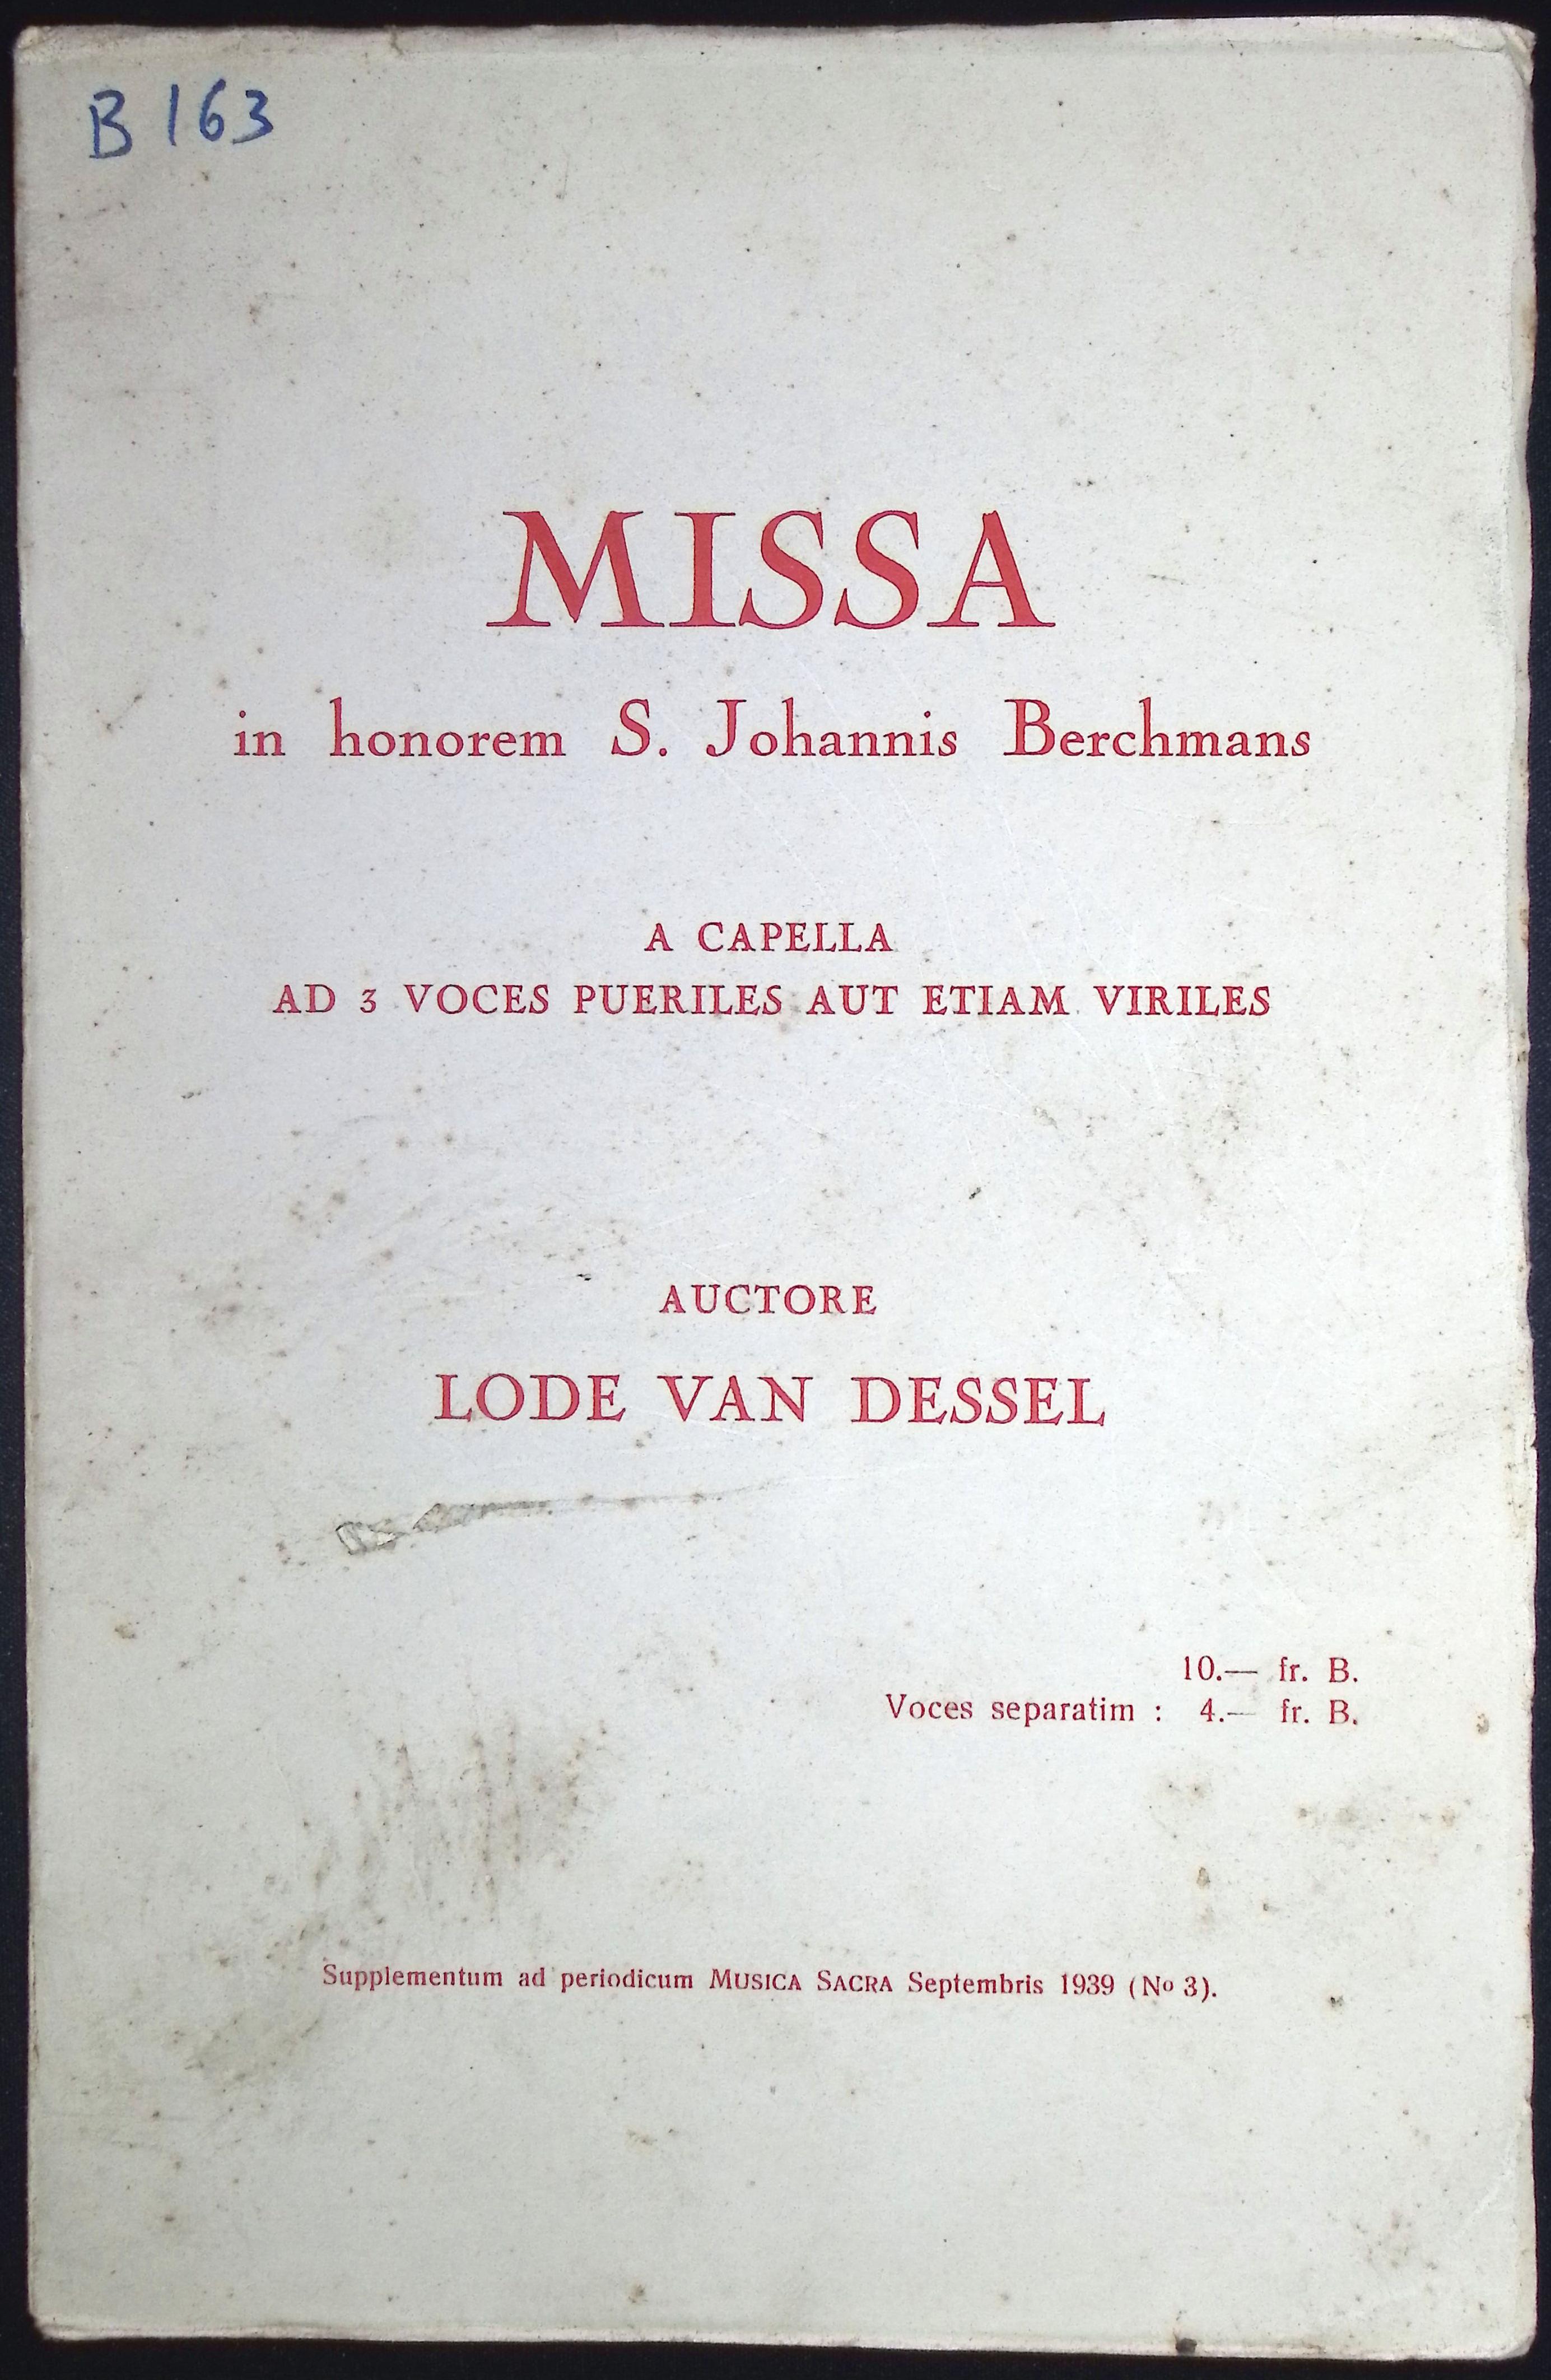 B 163
MISSA
in honorem S. Johannis Berchmans
A CAPELLA
AD 3 VOCES PUERILES AUT ETIAM VIRILES
AUCTORE
LODE VAN DESSEL
10.— fr. B.
Voces separatim : 4.— fr. B.
Supplementum ad periodicum MUSICA SACRA Septembris 1939 (Nº 3).